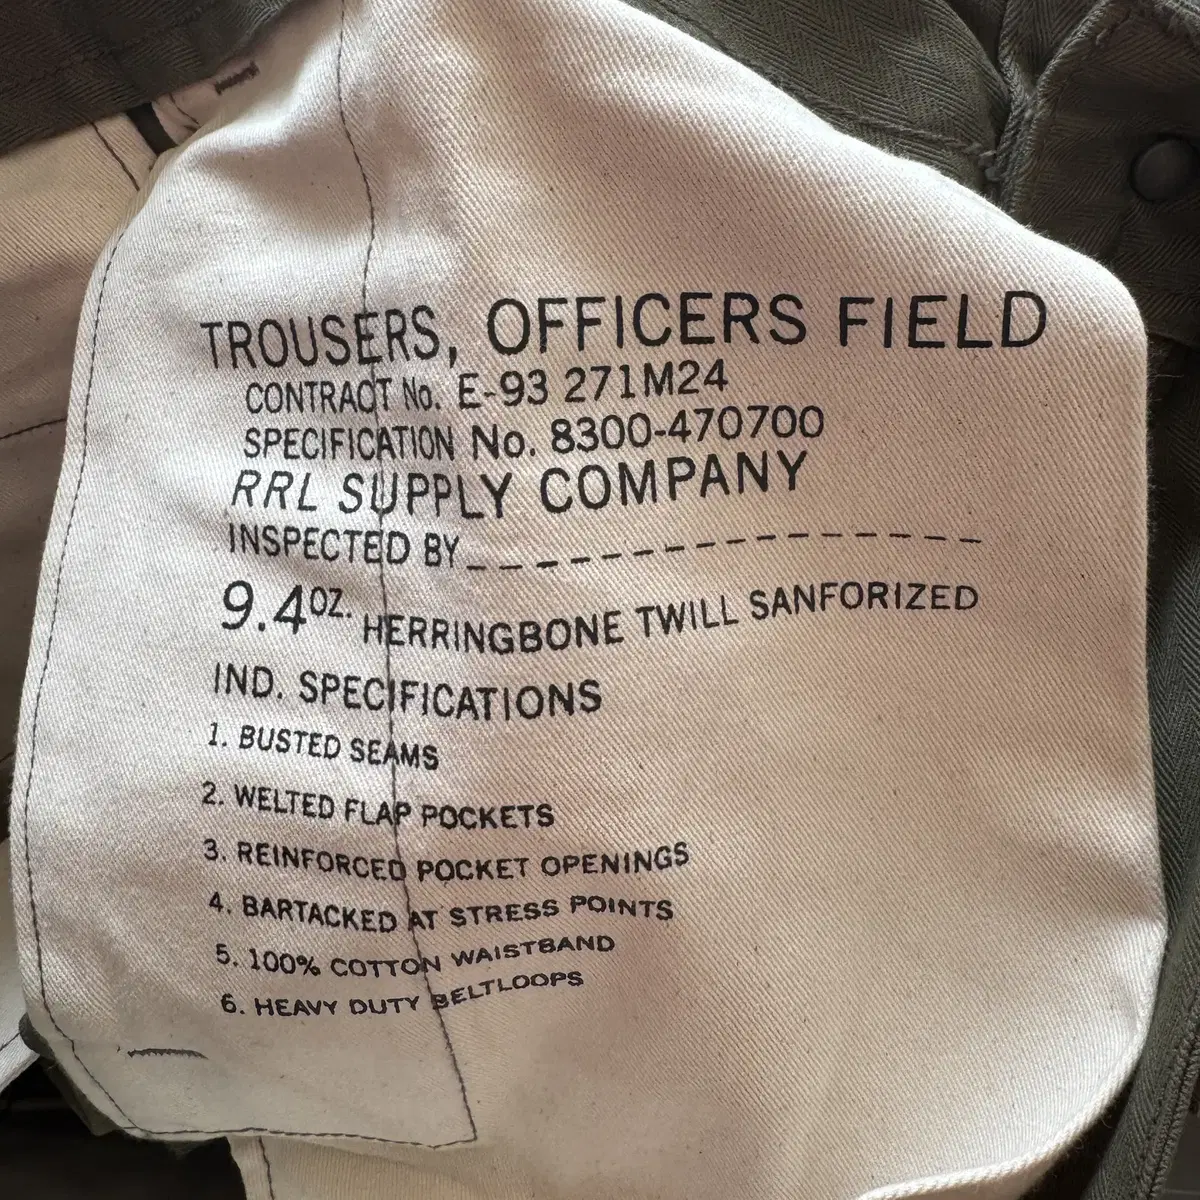 TROUSERS, OFFICERS FIELD
CONTRACT No. E-93 271M24
SPECIFICATION No. 8300-470700
RRL SUPPLY COMPANY
INSPECTED BY_ _ _ _ _ _ _ _ _ _ _ _ _ _ _ _ _
9.4OZ. HERRINGBONE TWILL SANFORIZED
IND. SPECIFICATIONS
1. BUSTED SEAMS
2. WELTED FLAP POCKETS
3. REINFORCED POCKET OPENINGS
4. BARTACKED AT STRESS POINTS
5. 100% COTTON WAISTBAND
6. HEAVY DUTY BELTLOOPS